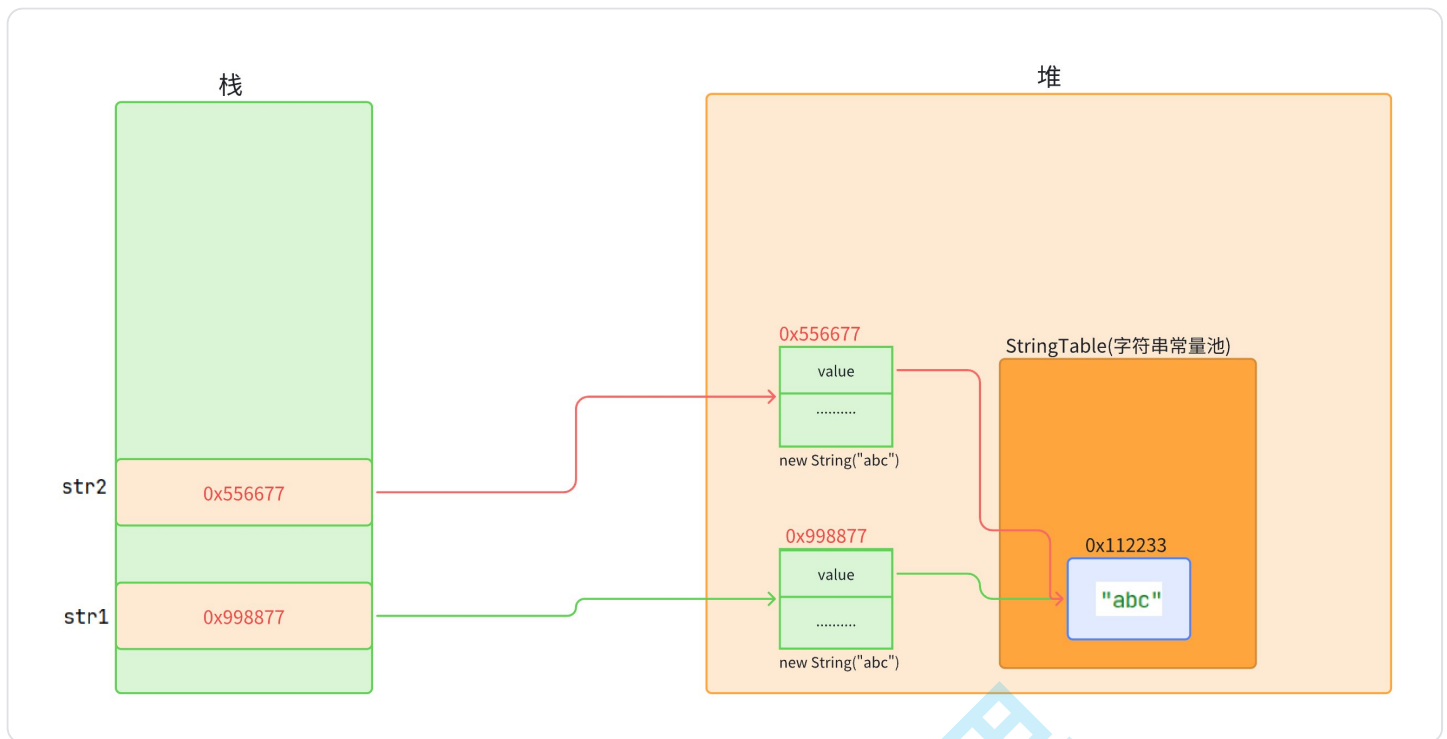 栈
堆
0x556677
value
..........
new String("abc")
StringTable(字符串常量池)
str2
0x556677
0x998877
value
..........
new String("abc")
0x112233
"abc"
str1
0x998877